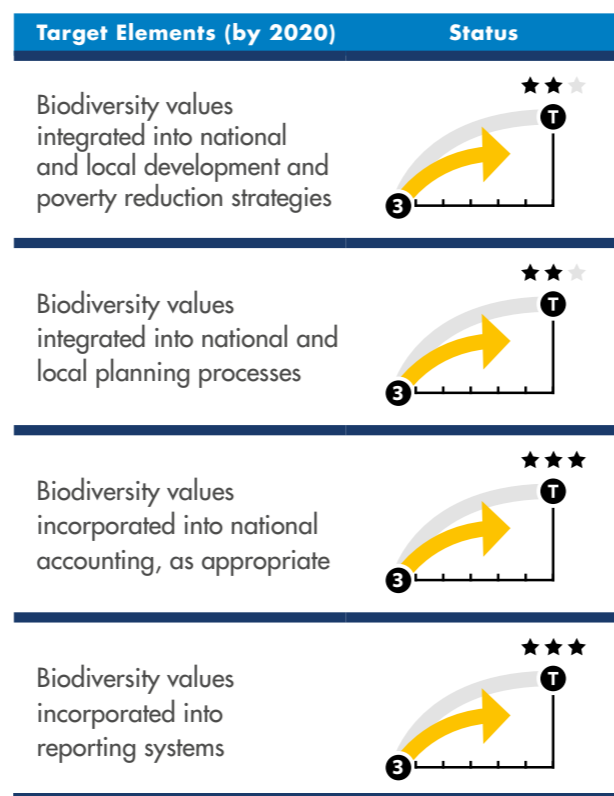 Target Elements (by 2020) Status
Biodiversity values
integrated into national
and local development and
poverty reduction strategies
T
3
Biodiversity values
integrated into national and
local planning processes
T
3
Biodiversity values
incorporated into national
accounting, as appropriate
T
3
Biodiversity values
incorporated into
reporting systems
T
3